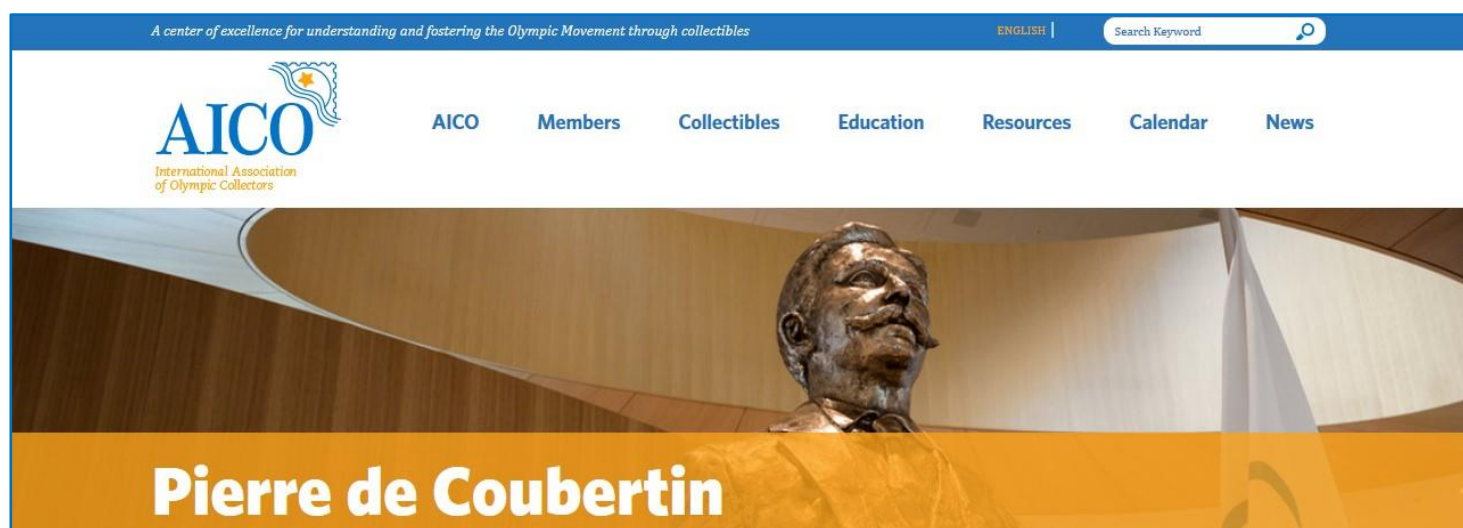 A center of excellence for understanding and fostering the Olympic Movement through collectibles
ENGLISH |
Search Keyword
AICO
International Association
of Olympic Collectors
AICO Members Collectibles Education Resources Calendar News
Pierre de Coubertin